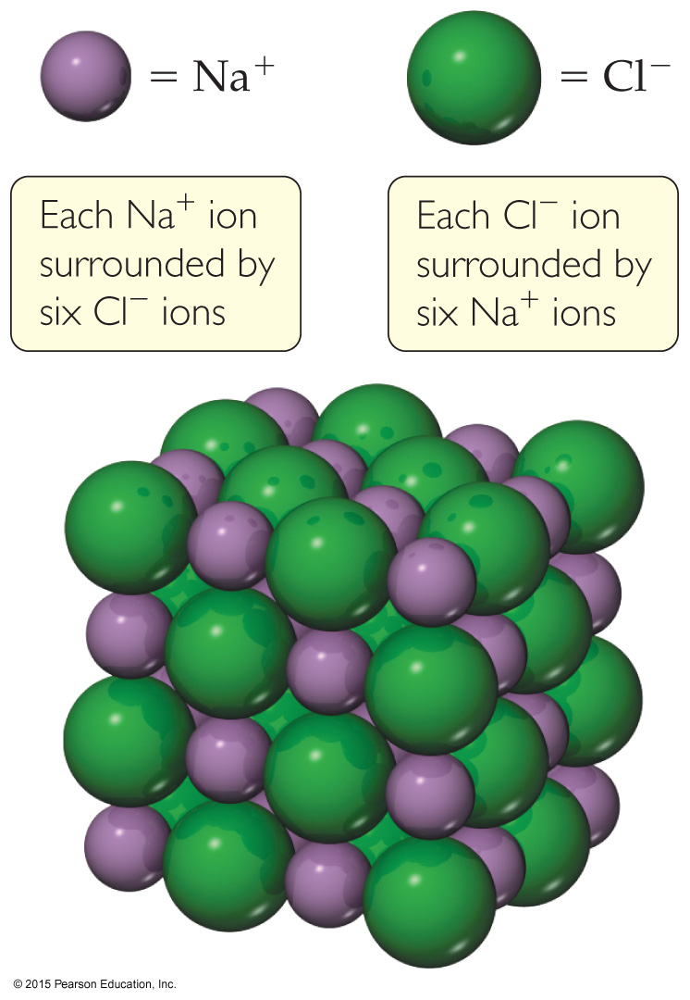 = Na⁺
= Cl⁻
Each Na⁺ ion
surrounded by
six Cl⁻ ions
Each Cl⁻ ion
surrounded by
six Na⁺ ions
© 2015 Pearson Education, Inc.